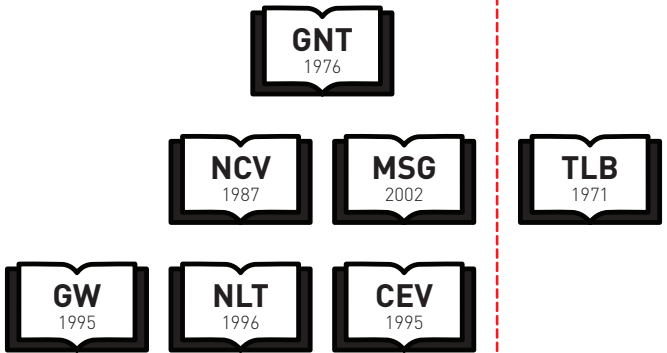 GNT
1976
NCV
1987
MSG
2002
TLB
1971
GW
1995
NLT
1996
CEV
1995